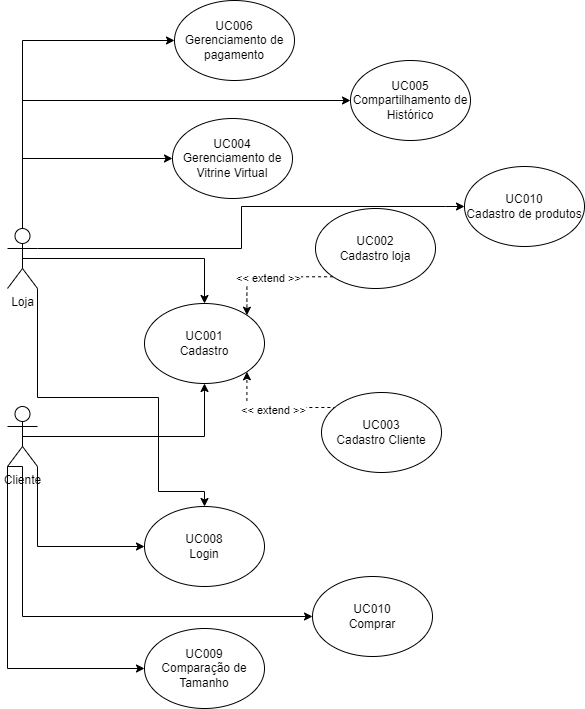 UC006
Gerenciamento de
pagamento
UC005
Compartilhamento de
Histórico
UC004
Gerenciamento de
Vitrine Virtual
UC010
Cadastro de produtos
UC002
Cadastro loja
<< extend >>
Loja
UC001
Cadastro
<< extend >>
UC003
Cadastro Cliente
Cliente
UC008
Login
UC010
Comprar
UC009
Comparação de
Tamanho